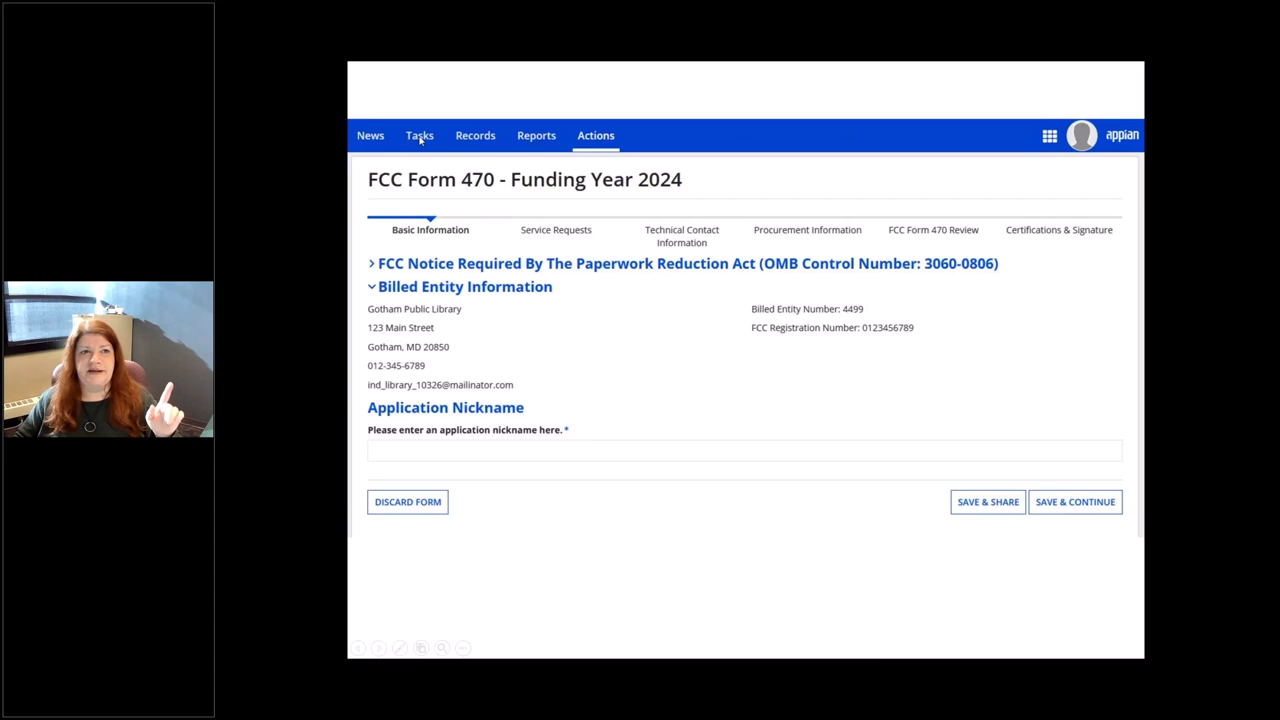 News Tasks Records Reports Actions appian
FCC Form 470 - Funding Year 2024
Basic Information Service Requests Technical Contact Information Procurement Information FCC Form 470 Review Certifications & Signature
FCC Notice Required By The Paperwork Reduction Act (OMB Control Number: 3060-0806)
Billed Entity Information
Gotham Public Library Billed Entity Number: 4499
123 Main Street FCC Registration Number: 0123456789
Gotham, MD 20850
012-345-6789
ind_library_10326@mailinator.com
Application Nickname
Please enter an application nickname here. *
DISCARD FORM SAVE & SHARE SAVE & CONTINUE